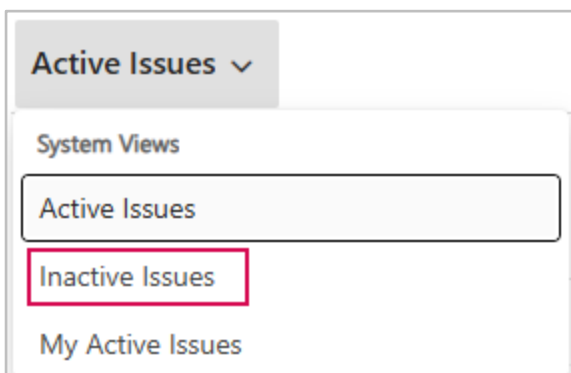 Active Issues
System Views
Active Issues
Inactive Issues
My Active Issues